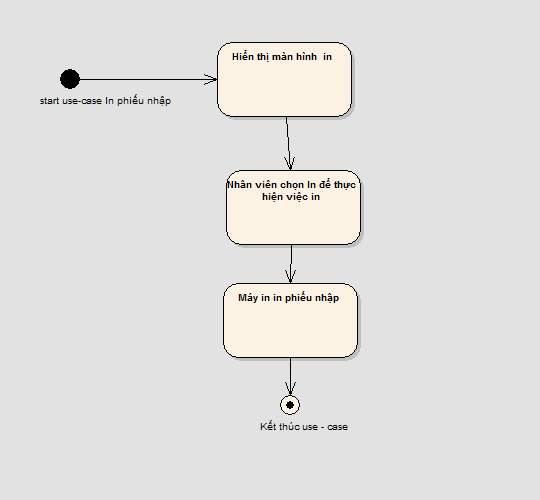 Hiển thị màn hình in
start use-case In phiếu nhập
Nhân viên chọn In để thực
hiện việc in
Máy in in phiếu nhập
Kết thúc use - case